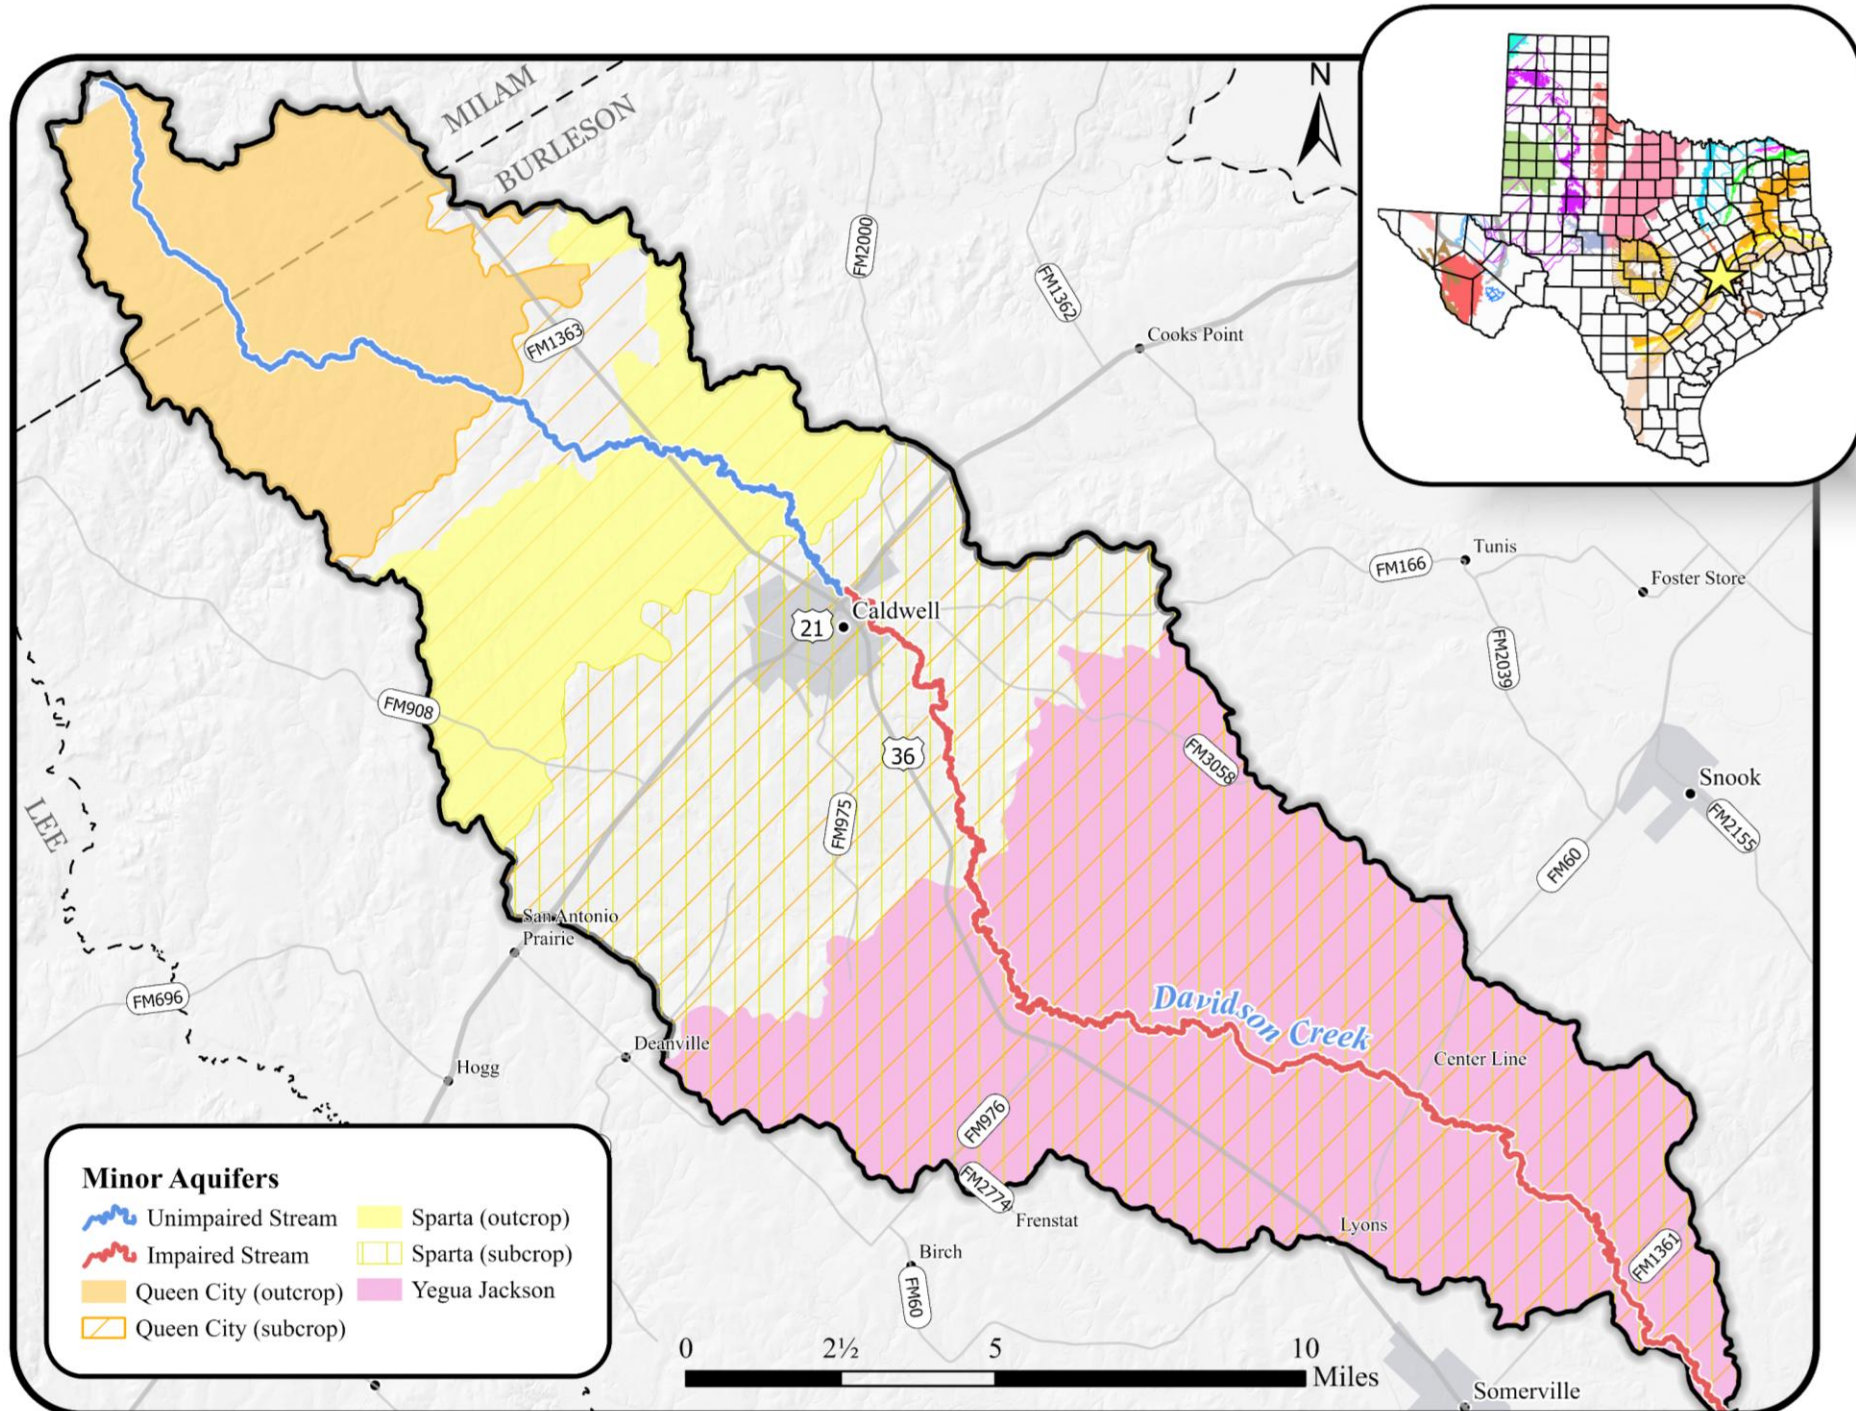 N
MILAM
BURLESON
FM2000
FM1362
FM1363
Cooks Point
FM166
Tunis
Foster Store
Caldwell
21
FM2039
FM908
36
FM3058
Snook
FM2155
FM975
LEE
FM60
San Antonio
Prairie
FM696
Davidson Creek
Deanville
Center Line
Hogg
FM976
FM2774
Frenstat
Lyons
Birch
FM1361
FM60
Minor Aquifers
Unimpaired Stream
Impaired Stream
Queen City (outcrop)
Queen City (subcrop)
Sparta (outcrop)
Sparta (subcrop)
Yegua Jackson
0 2½ 5 10
Miles
Somerville